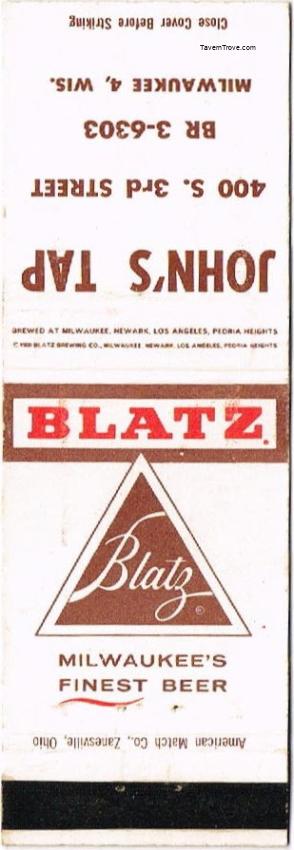 Close Cover Before Striking
TavernTrove.com
MILWAUKEE 4, WIS.
BR 3-6303
400 S. 3rd STREET
JOHN'S TAP
BREWED AT MILWAUKEE, NEWARK, LOS ANGELES, PEORIA HEIGHTS
BLATZ BREWING CO., MILWAUKEE, NEWARK, LOS ANGELES, PEORIA HEIGHTS
BLATZ.
Blatz ©
MILWAUKEE'S
FINEST BEER
American Match Co., Zanesville, Ohio